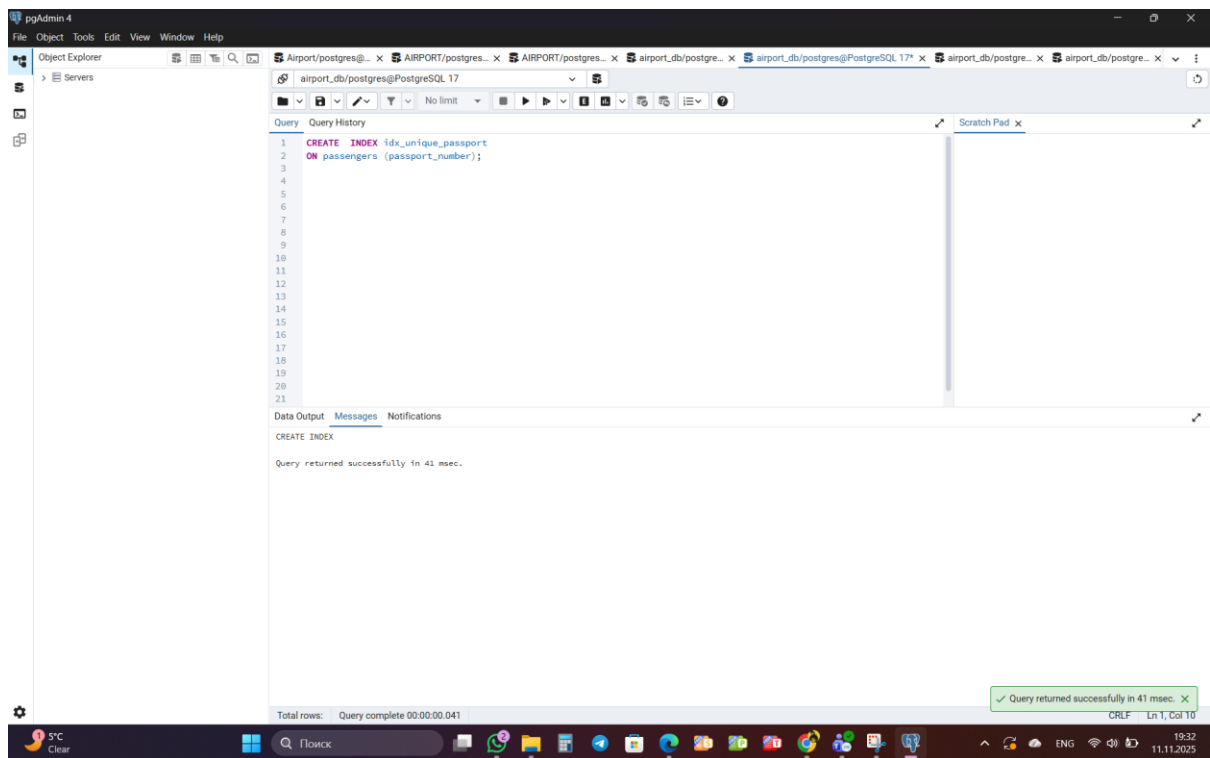 pgAdmin 4
File Object Tools Edit View Window Help
Object Explorer
Airport/postgres@... AIRPORT/postgres... AIRPORT/postgres... airport_db/postgre... airport_db/postgres@PostgreSQL 17* airport_db/postgre... airport_db/postgre...
Servers
airport_db/postgres@PostgreSQL 17
No limit
Query Query History
Scratch Pad
1 CREATE INDEX idx_unique_passport
2 ON passengers (passport_number);
3
4
5
6
7
8
9
10
11
12
13
14
15
16
17
18
19
20
21
Data Output Messages Notifications
CREATE INDEX
Query returned successfully in 41 msec.
Query returned successfully in 41 msec.
Total rows: Query complete 00:00:00.041
CRLF Ln 1, Col 10
1
5°C
Clear
Поиск
2
ENG
19:32
11.11.2025